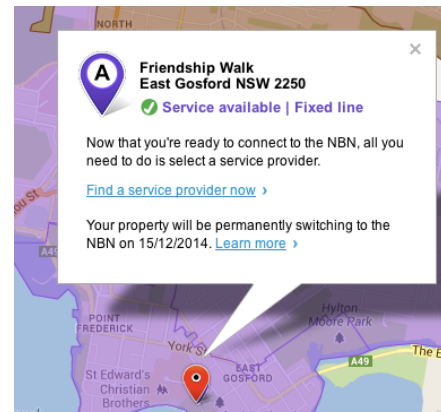 NORTH
×
A
Friendship Walk
East Gosford NSW 2250
Service available | Fixed line
Now that you're ready to connect to the NBN, all you
need to do is select a service provider.
Find a service provider now ›
Your property will be permanently switching to the
NBN on 15/12/2014. Learn more ›
A49
POINT
FREDERICK
Hylton
Moore Park
York S
A49
The E
EAST
GOSFORD
St Edward's
Christian
Brothers